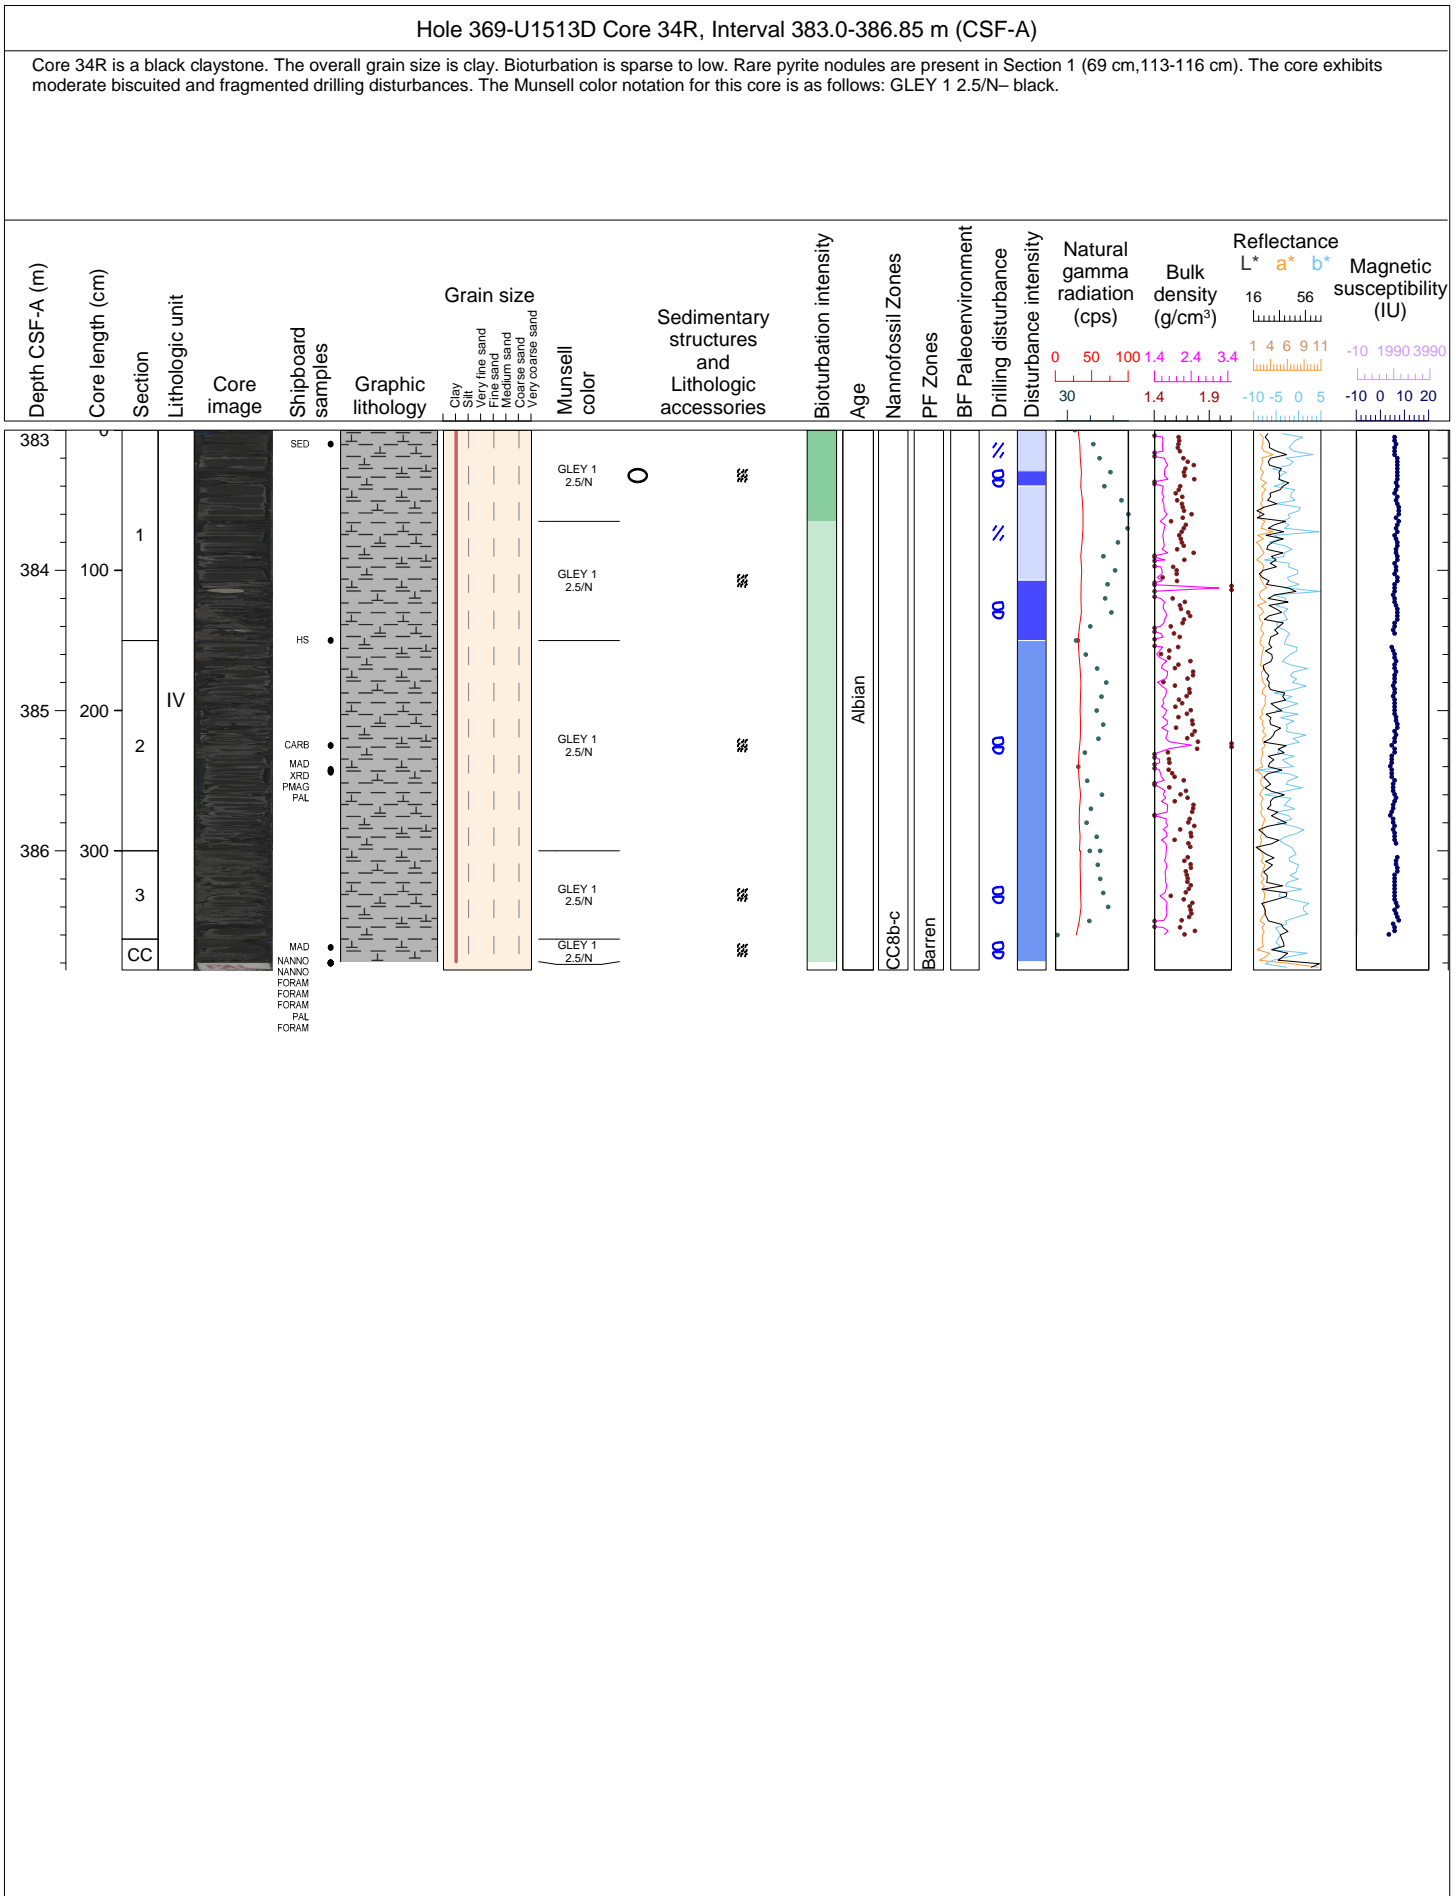 Hole 369-U1513D Core 34R, Interval 383.0-386.85 m (CSF-A)
Core 34R is a black claystone. The overall grain size is clay. Bioturbation is sparse to low. Rare pyrite nodules are present in Section 1 (69 cm,113-116 cm). The core exhibits
moderate biscuited and fragmented drilling disturbances. The Munsell color notation for this core is as follows: GLEY 1 2.5/N– black.
Depth CSF-A (m)
Core length (cm)
Section
Lithologic unit
Core
image
Shipboard
samples
Graphic
lithology
Grain size
Clay
Silt
Very fine sand
Fine sand
Medium sand
Coarse sand
Very coarse sand
Munsell
color
Sedimentary
structures
and
Lithologic
accessories
Bioturbation intensity
Age
Nannofossil Zones
PF Zones
BF Paleoenvironment
Drilling disturbance
Disturbance intensity
Natural
gamma
radiation
(cps)
0 50 100
30
Bulk
density
(g/cm³)
1.4 2.4 3.4
1.4 1.9
Reflectance
L* a* b*
16 56
1 4 6 9 11
-10 -5 0 5
Magnetic
susceptibility
(IU)
-10 1990 3990
-10 0 10 20
383
384
385
386
0
100
200
300
1
2
3
CC
IV
SED
HS
CARB
MAD
XRD
PMAG
PAL
MAD
NANNO
NANNO
FORAM
FORAM
FORAM
PAL
FORAM
GLEY 1
2.5/N
GLEY 1
2.5/N
GLEY 1
2.5/N
GLEY 1
2.5/N
GLEY 1
2.5/N
Albian
CC8b-c
Barren